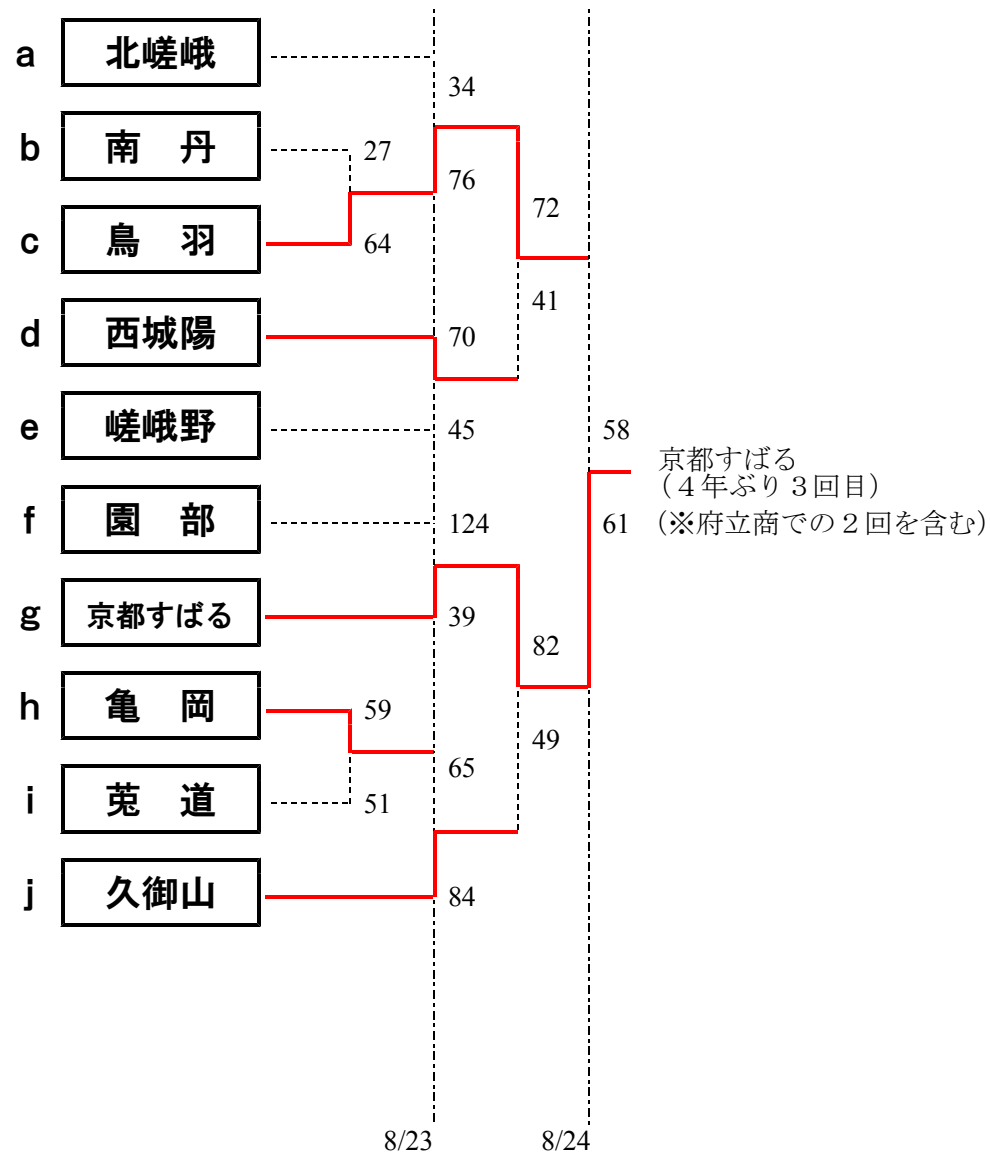 a 北嵯峨
34
b 南 丹 27
76
72
c 鳥 羽 64
41
d 西城陽 70
e 嵯峨野 45 58
京都すばる
（４年ぶり３回目）
f 園 部 124 61 （※府立商での２回を含む）
g 京都すばる 39
82
h 亀 岡 59
49
65
i 莵 道 51
j 久御山 84
8/23 8/24